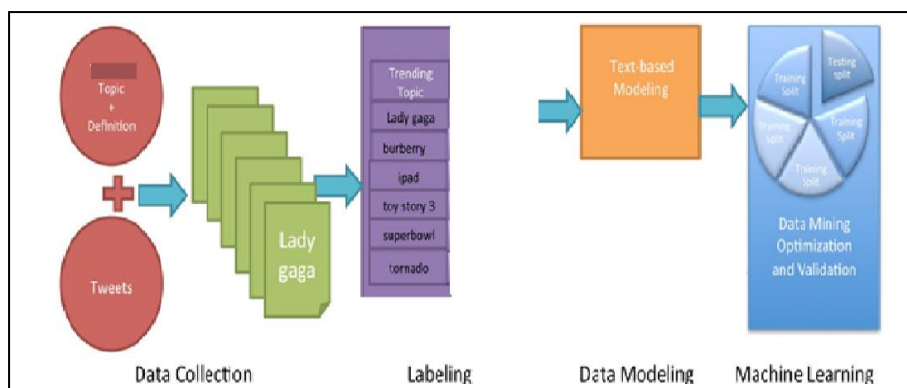 Topic
+
Definition
Tweets
Lady
gaga
Trending
Topic
Lady gaga
burberry
ipad
toy story 3
superbowl
tornado
Text-based
Modeling
Training
Split
Testing
split
Training
Split
Training
Split
Training
Split
Data Mining
Optimization
and Validation
Data Collection
Labeling
Data Modeling
Machine Learning